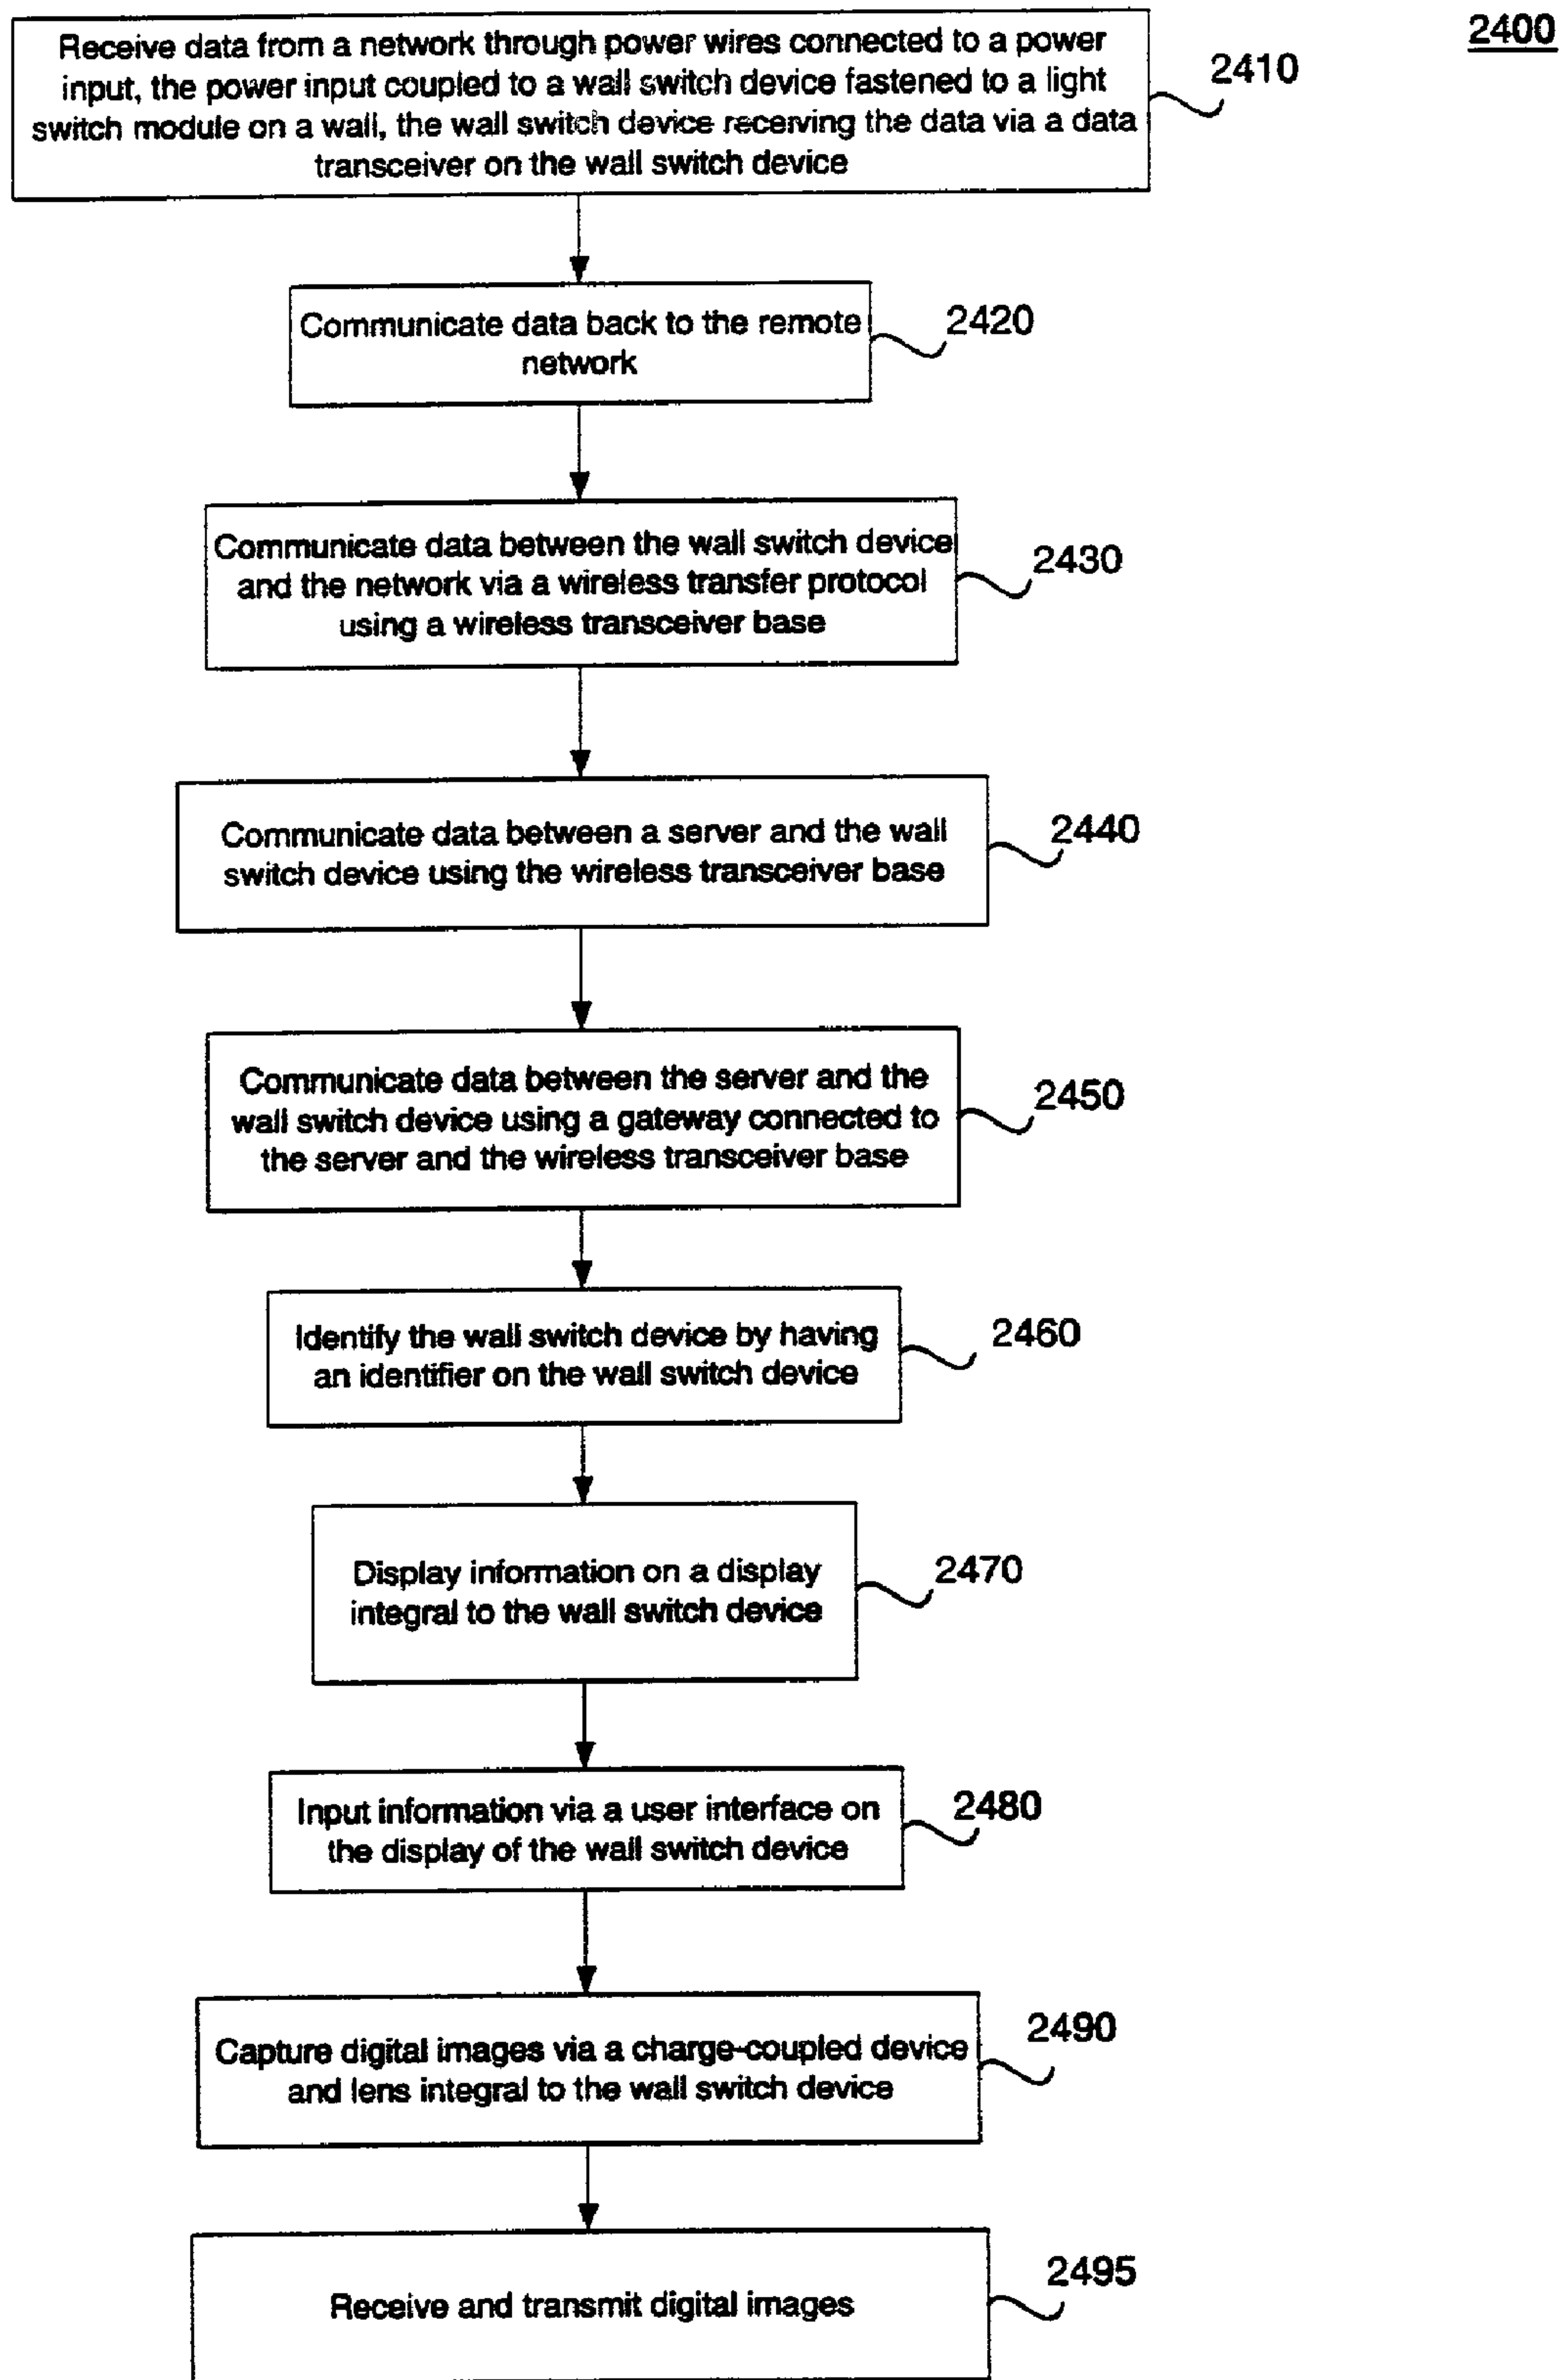 2400
Receive data from a network through power wires connected to a power
input, the power input coupled to a wall switch device fastened to a light
switch module on a wall, the wall switch device receiving the data via a data
transceiver on the wall switch device
2410
Communicate data back to the remote
network
2420
Communicate data between the wall switch device
and the network via a wireless transfer protocol
using a wireless transceiver base
2430
Communicate data between a server and the wall
switch device using the wireless transceiver base
2440
Communicate data between the server and the
wall switch device using a gateway connected to
the server and the wireless transceiver base
2450
Identify the wall switch device by having
an identifier on the wall switch device
2460
Display information on a display
integral to the wall switch device
2470
Input information via a user interface on
the display of the wall switch device
2480
Capture digital images via a charge-coupled device
and lens integral to the wall switch device
2490
Receive and transmit digital images
2495